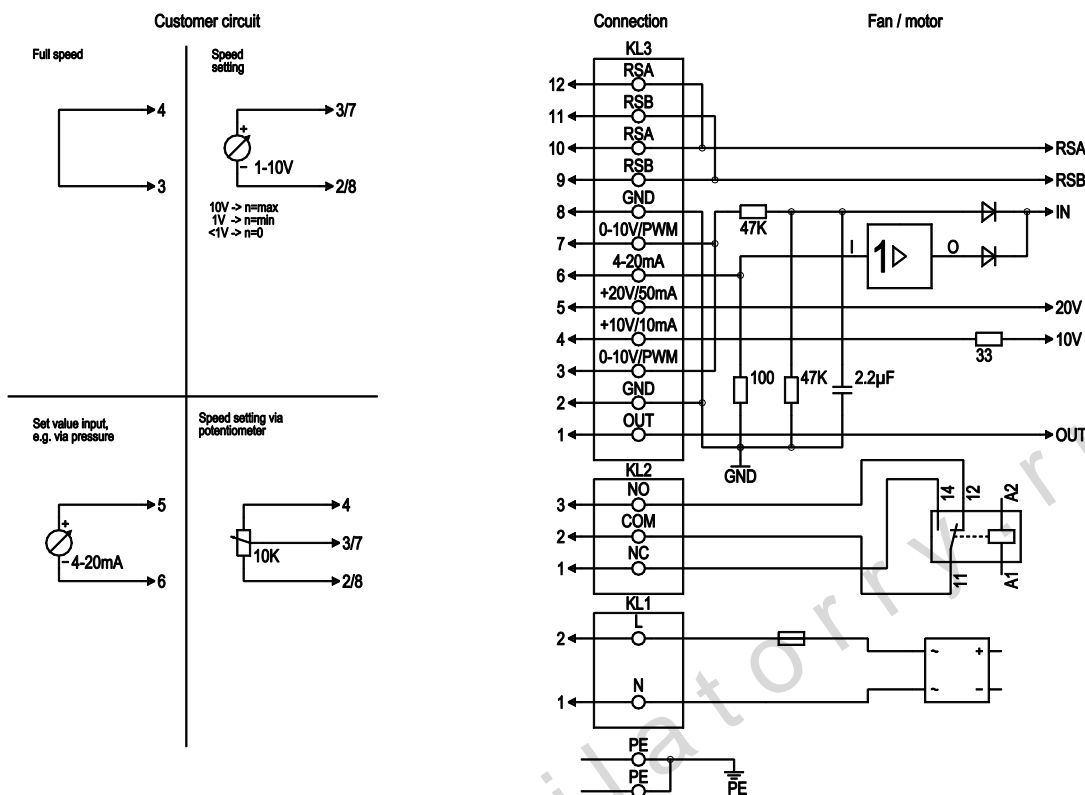 Customer circuit
Connection
Fan / motor
Full speed
4
3
Speed
setting
3/7
+
−
1-10V
2/8
10V -> n=max
1V -> n=min
<1V -> n=0
Set value input,
e.g. via pressure
5
+
−
4-20mA
6
Speed setting via
potentiometer
4
3/7
10K
2/8
KL3
12
RSA
11
RSB
10
RSA
RSA
9
RSB
RSB
8
GND
IN
47K
7
0-10V/PWM
I
1
O
6
4-20mA
5
+20V/50mA
20V
4
+10V/10mA
33
10V
3
0-10V/PWM
100
47K
2.2µF
2
GND
1
OUT
OUT
GND
KL2
3
NO
2
COM
1
NC
14
12
A2
11
A1
KL1
2
L
1
N
~
+
~
−
PE
PE
PE